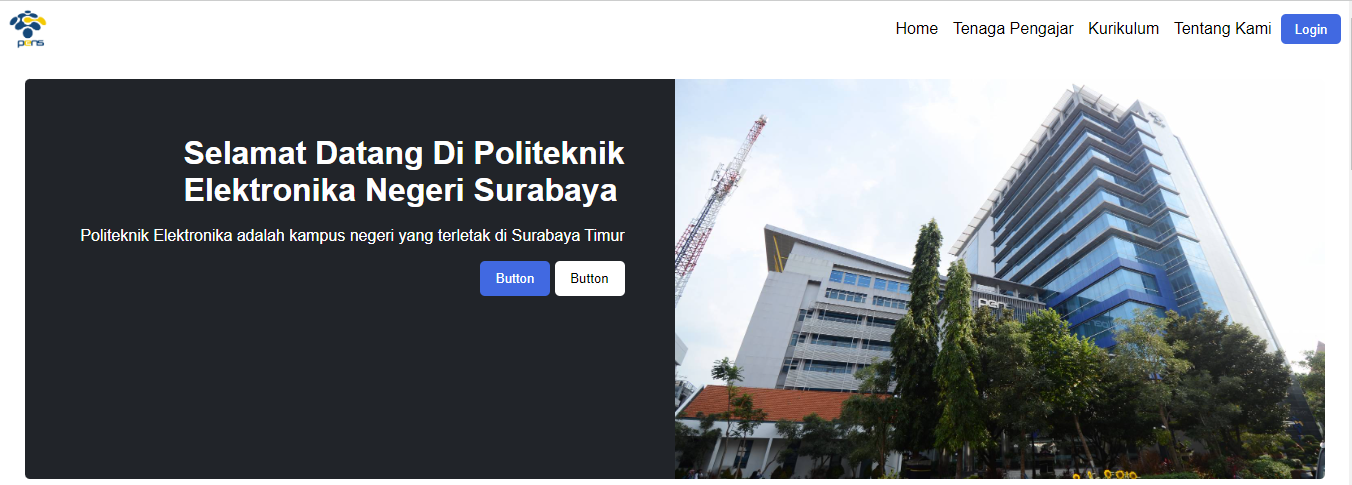 pens
Home Tenaga Pengajar Kurikulum Tentang Kami Login
Selamat Datang Di Politeknik
Elektronika Negeri Surabaya
Politeknik Elektronika adalah kampus negeri yang terletak di Surabaya Timur
Button Button
pens